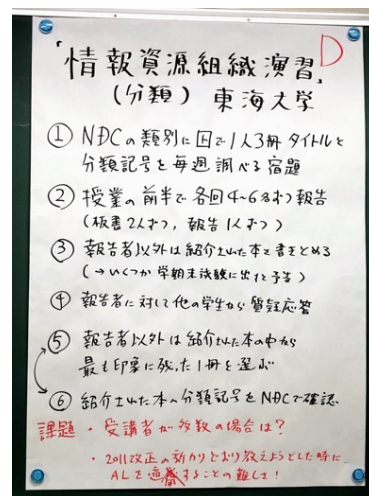 D
「情報資源組織演習」
(分類) 東海大学
① NDCの類別に 1人3冊 タイトルと
分類記号を毎週調べる宿題
② 授業の前半で各回4~6名ずつ報告
(板書2人ずつ, 報告1人ずつ)
③ 報告者以外は紹介された本を書きとめる
(→いくつか学期末試験に出すと予告)
④ 報告者に対して他の学生から質疑応答
⑤ 報告者以外は紹介された本の中から
最も印象に残った1冊を選ぶ
⑥ 紹介された本の分類記号をNDCで確認
課題・受講者が多数の場合は?
・2011改正の新カリどおり教えようとした時に
ALを導することの難しさ!